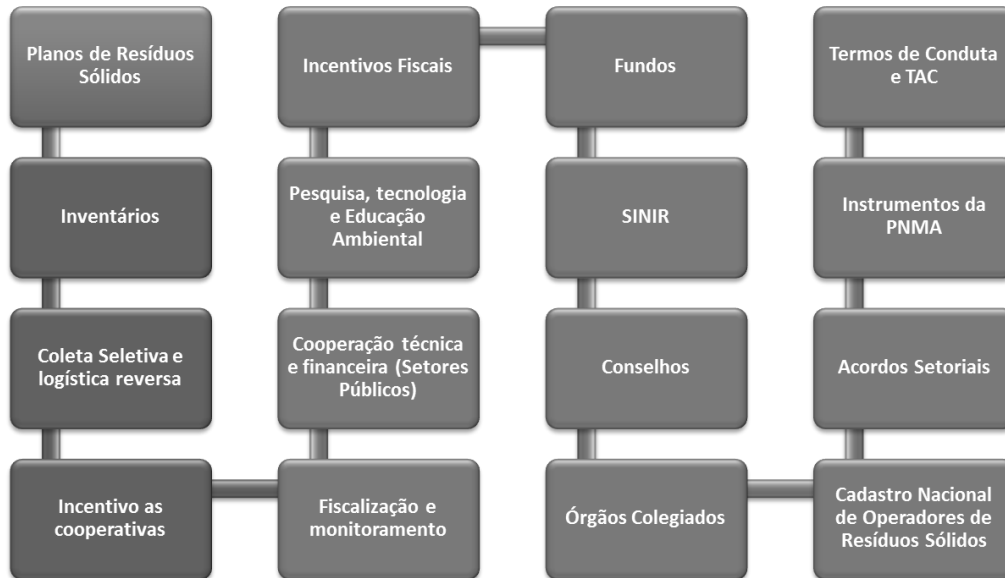 Planos de Resíduos
Sólidos
Inventários
Coleta Seletiva e
logística reversa
Incentivo as
cooperativas
Fiscalização e
monitoramento
Cooperação técnica
e financeira (Setores
Públicos)
Pesquisa, tecnologia
e Educação
Ambiental
Incentivos Fiscais
Fundos
SINIR
Conselhos
Órgãos Colegiados
Cadastro Nacional
de Operadores de
Resíduos Sólidos
Acordos Setoriais
Instrumentos da
PNMA
Termos de Conduta
e TAC